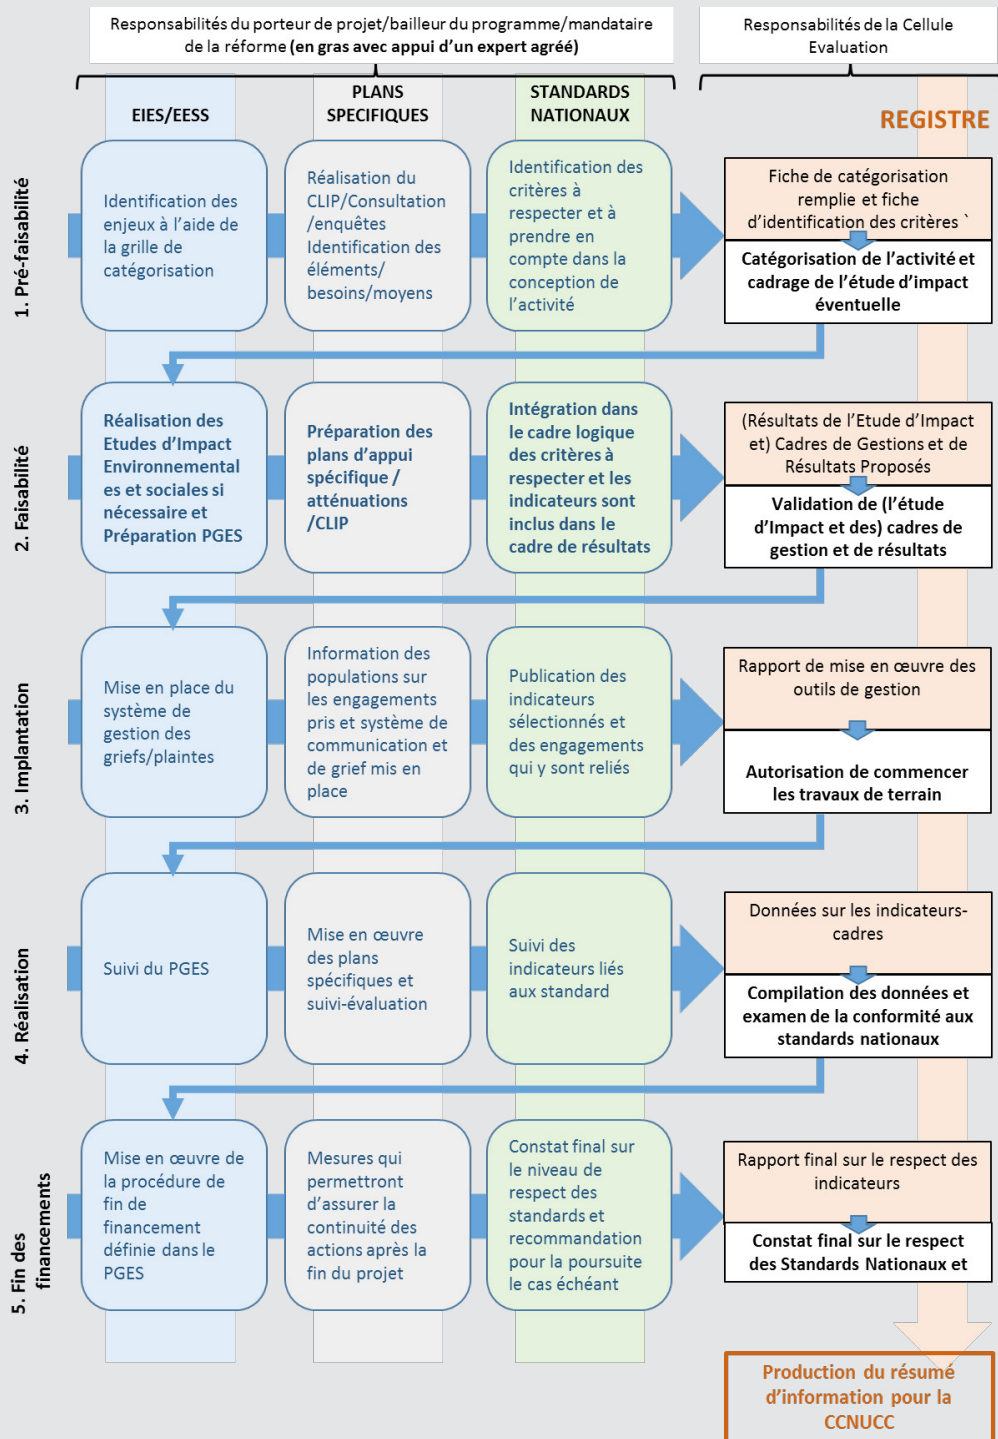 Responsabilités du porteur de projet/bailleur du programme/mandataire
de la réforme (en gras avec appui d’un expert agréé)
Responsabilités de la Cellule
Evaluation
EIES/EESS
PLANS
SPECIFIQUES
STANDARDS
NATIONAUX
REGISTRE
1. Pré-faisabilité
Identification des
enjeux à l’aide de
la grille de
catégorisation
Réalisation du
CLIP/Consultation
/enquêtes
Identification des
éléments/
besoins/moyens
Identification des
critères à
respecter et à
prendre en
compte dans la
conception de
l’activité
Fiche de catégorisation
remplie et fiche
d’identification des critères `
Catégorisation de l’activité et
cadrage de l’étude d’impact
éventuelle
2. Faisabilité
Réalisation des
Etudes d’Impact
Environnemental
es et sociales si
nécessaire et
Préparation PGES
Préparation des
plans d’appui
spécifique /
atténuations
/CLIP
Intégration dans
le cadre logique
des critères à
respecter et les
indicateurs sont
inclus dans le
cadre de résultats
(Résultats de l’Etude d’Impact
et) Cadres de Gestions et de
Résultats Proposés
Validation de (l’étude
d’Impact et des) cadres de
gestion et de résultats
3. Implantation
Mise en place du
système de
gestion des
griefs/plaintes
Information des
populations sur
les engagements
pris et système de
communication et
de grief mis en
place
Publication des
indicateurs
sélectionnés et
des engagements
qui y sont reliés
Rapport de mise en œuvre des
outils de gestion
Autorisation de commencer
les travaux de terrain
4. Réalisation
Suivi du PGES
Mise en œuvre
des plans
spécifiques et
suivi-évaluation
Suivi des
indicateurs liés
aux standard
Données sur les indicateurs-
cadres
Compilation des données et
examen de la conformité aux
standards nationaux
5. Fin des
financements
Mise en œuvre de
la procédure de
fin de
financement
définie dans le
PGES
Mesures qui
permettront
d’assurer la
continuité des
actions après la
fin du projet
Constat final sur
le niveau de
respect des
standards et
recommandation
pour la poursuite
le cas échéant
Rapport final sur le respect des
indicateurs
Constat final sur le respect
des Standards Nationaux et
Production du résumé
d’information pour la
CCNUCC